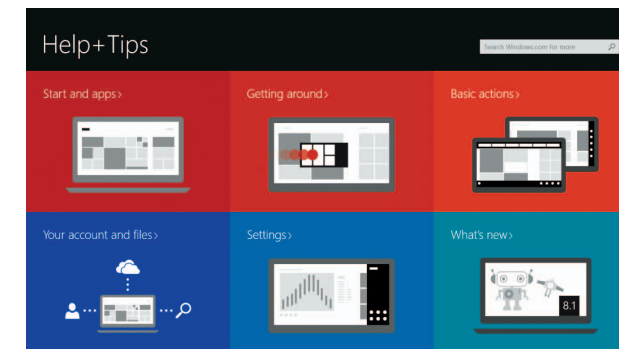 Help+Tips
Search Windows.com for more
Start and apps>
Getting around>
Basic actions>
Your account and files>
Settings>
What's new>
8.1